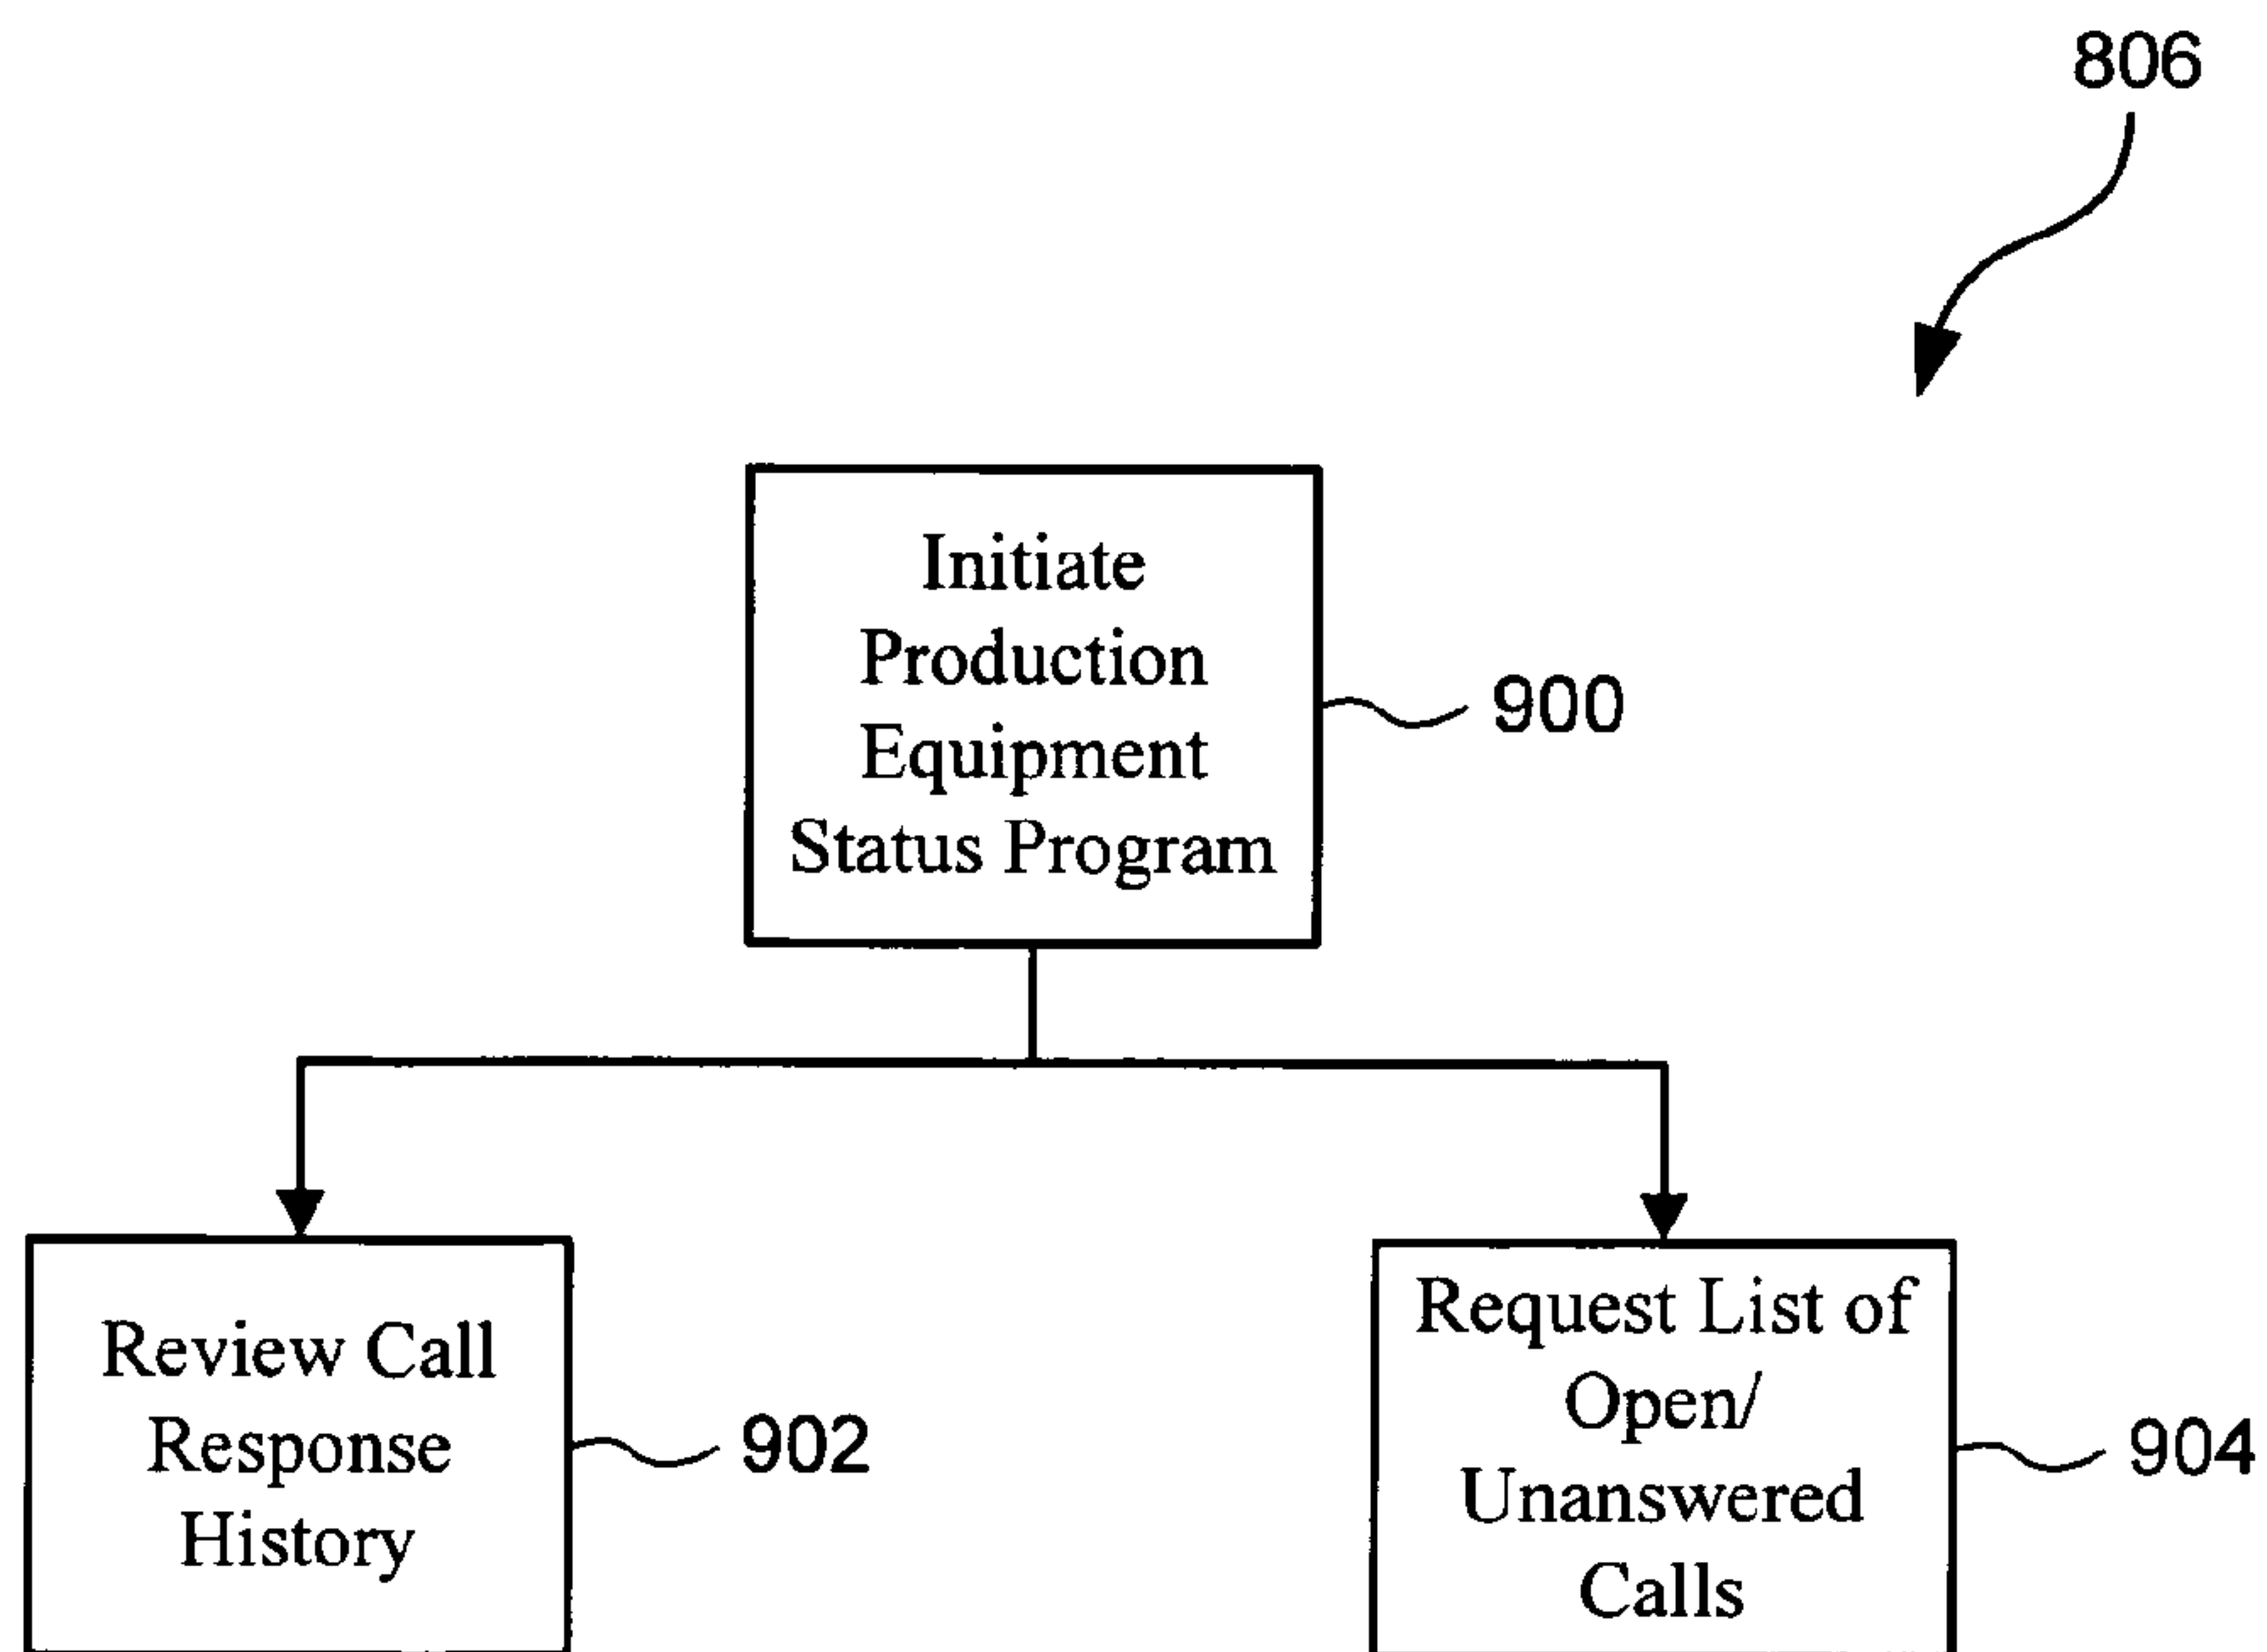 806
Initiate
Production
Equipment
Status Program
900
Review Call
Response
History
902
Request List of
Open/
Unanswered
Calls
904